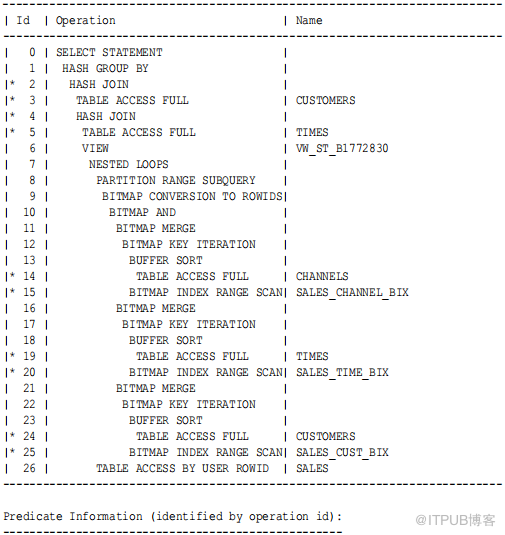 --------------------------------------------------------------------------
| Id  | Operation                         | Name
--------------------------------------------------------------------------
|   0 | SELECT STATEMENT                  |
|   1 |  HASH GROUP BY                    |
|*  2 |   HASH JOIN                       |
|*  3 |    TABLE ACCESS FULL              | CUSTOMERS
|*  4 |    HASH JOIN                      |
|*  5 |     TABLE ACCESS FULL             | TIMES
|   6 |     VIEW                          | VW_ST_B1772830
|   7 |      NESTED LOOPS                 |
|   8 |       PARTITION RANGE SUBQUERY    |
|   9 |        BITMAP CONVERSION TO ROWIDS|
|  10 |         BITMAP AND                |
|  11 |          BITMAP MERGE             |
|  12 |           BITMAP KEY ITERATION    |
|  13 |            BUFFER SORT            |
|* 14 |             TABLE ACCESS FULL     | CHANNELS
|* 15 |            BITMAP INDEX RANGE SCAN| SALES_CHANNEL_BIX
|  16 |          BITMAP MERGE             |
|  17 |           BITMAP KEY ITERATION    |
|  18 |            BUFFER SORT            |
|* 19 |             TABLE ACCESS FULL     | TIMES
|* 20 |            BITMAP INDEX RANGE SCAN| SALES_TIME_BIX
|  21 |          BITMAP MERGE             |
|  22 |           BITMAP KEY ITERATION    |
|  23 |            BUFFER SORT            |
|* 24 |             TABLE ACCESS FULL     | CUSTOMERS
|* 25 |            BITMAP INDEX RANGE SCAN| SALES_CUST_BIX
|  26 |       TABLE ACCESS BY USER ROWID  | SALES
--------------------------------------------------------------------------
Predicate Information (identified by operation id):
---------------------------------------------------
@ITPUB博客